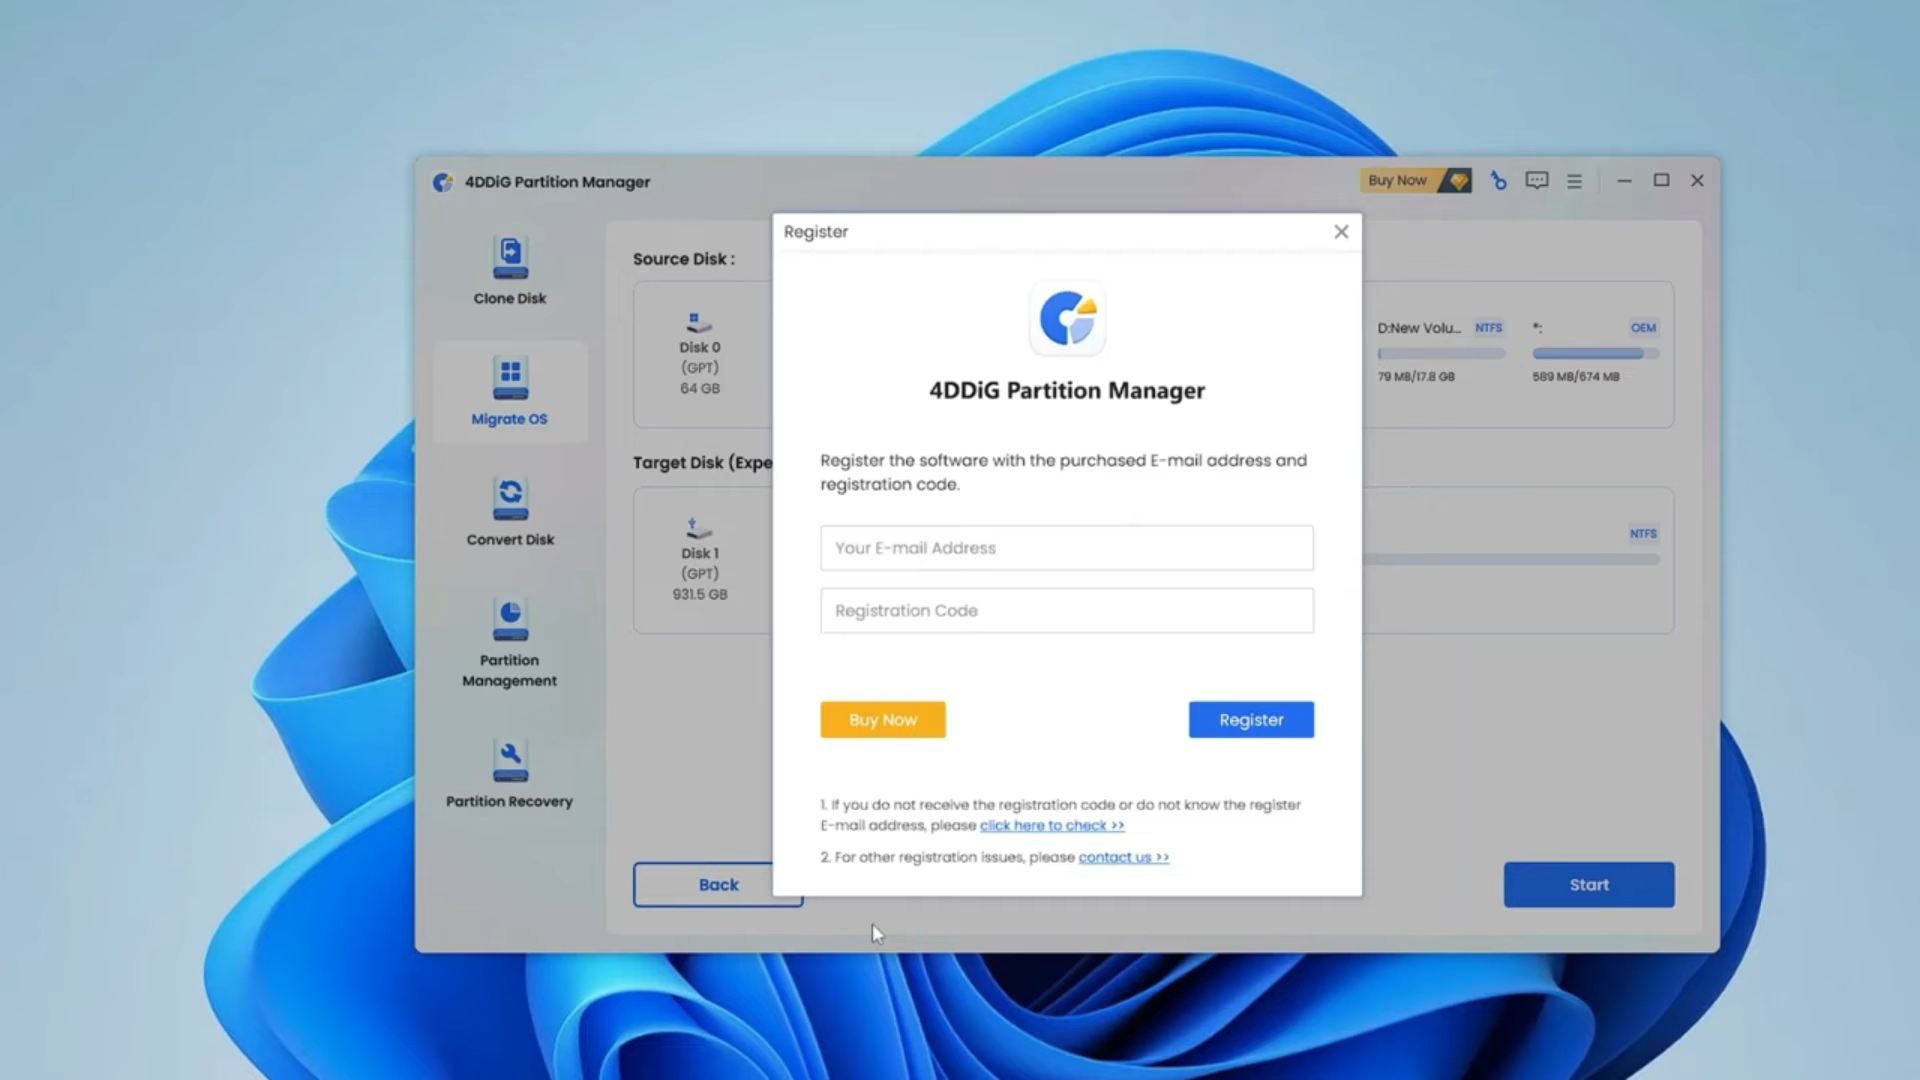 4DDiG Partition Manager
Buy Now
Clone Disk
Migrate OS
Convert Disk
Partition
Management
Partition Recovery
Source Disk :
Disk 0
(GPT)
64 GB
D:New Volu... NTFS
79 MB/17.8 GB
*: OEM
589 MB/674 MB
Target Disk (Expe
Disk 1
(GPT)
931.5 GB
NTFS
Back
Start
Register
4DDiG Partition Manager
Register the software with the purchased E-mail address and
registration code.
Your E-mail Address
Registration Code
Buy Now
Register
1. If you do not receive the registration code or do not know the register
E-mail address, please click here to check >>
2. For other registration issues, please contact us >>